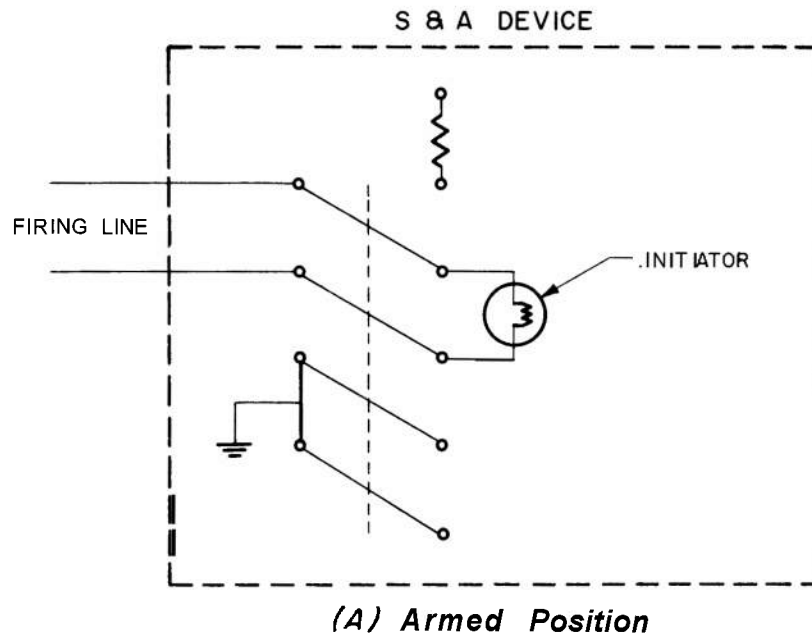 S & A DEVICE
FIRING LINE
.INITIATOR
(A) Armed Position